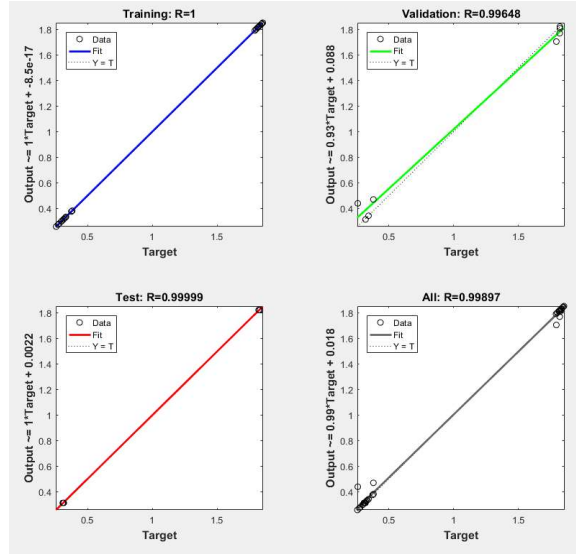 Training: R=1
Output ~= 1*Target + -8.5e-17
Data
Fit
Y = T
1.8
1.6
1.4
1.2
1
0.8
0.6
0.4
0.5
1
1.5
Target
Validation: R=0.99648
Output ~= 0.93*Target + 0.088
Data
Fit
Y = T
1.8
1.6
1.4
1.2
1
0.8
0.6
0.4
0.5
1
1.5
Target
Test: R=0.99999
Output ~= 1*Target + 0.0022
Data
Fit
Y = T
1.8
1.6
1.4
1.2
1
0.8
0.6
0.4
0.5
1
1.5
Target
All: R=0.99897
Output ~= 0.99*Target + 0.018
Data
Fit
Y = T
1.8
1.6
1.4
1.2
1
0.8
0.6
0.4
0.5
1
1.5
Target